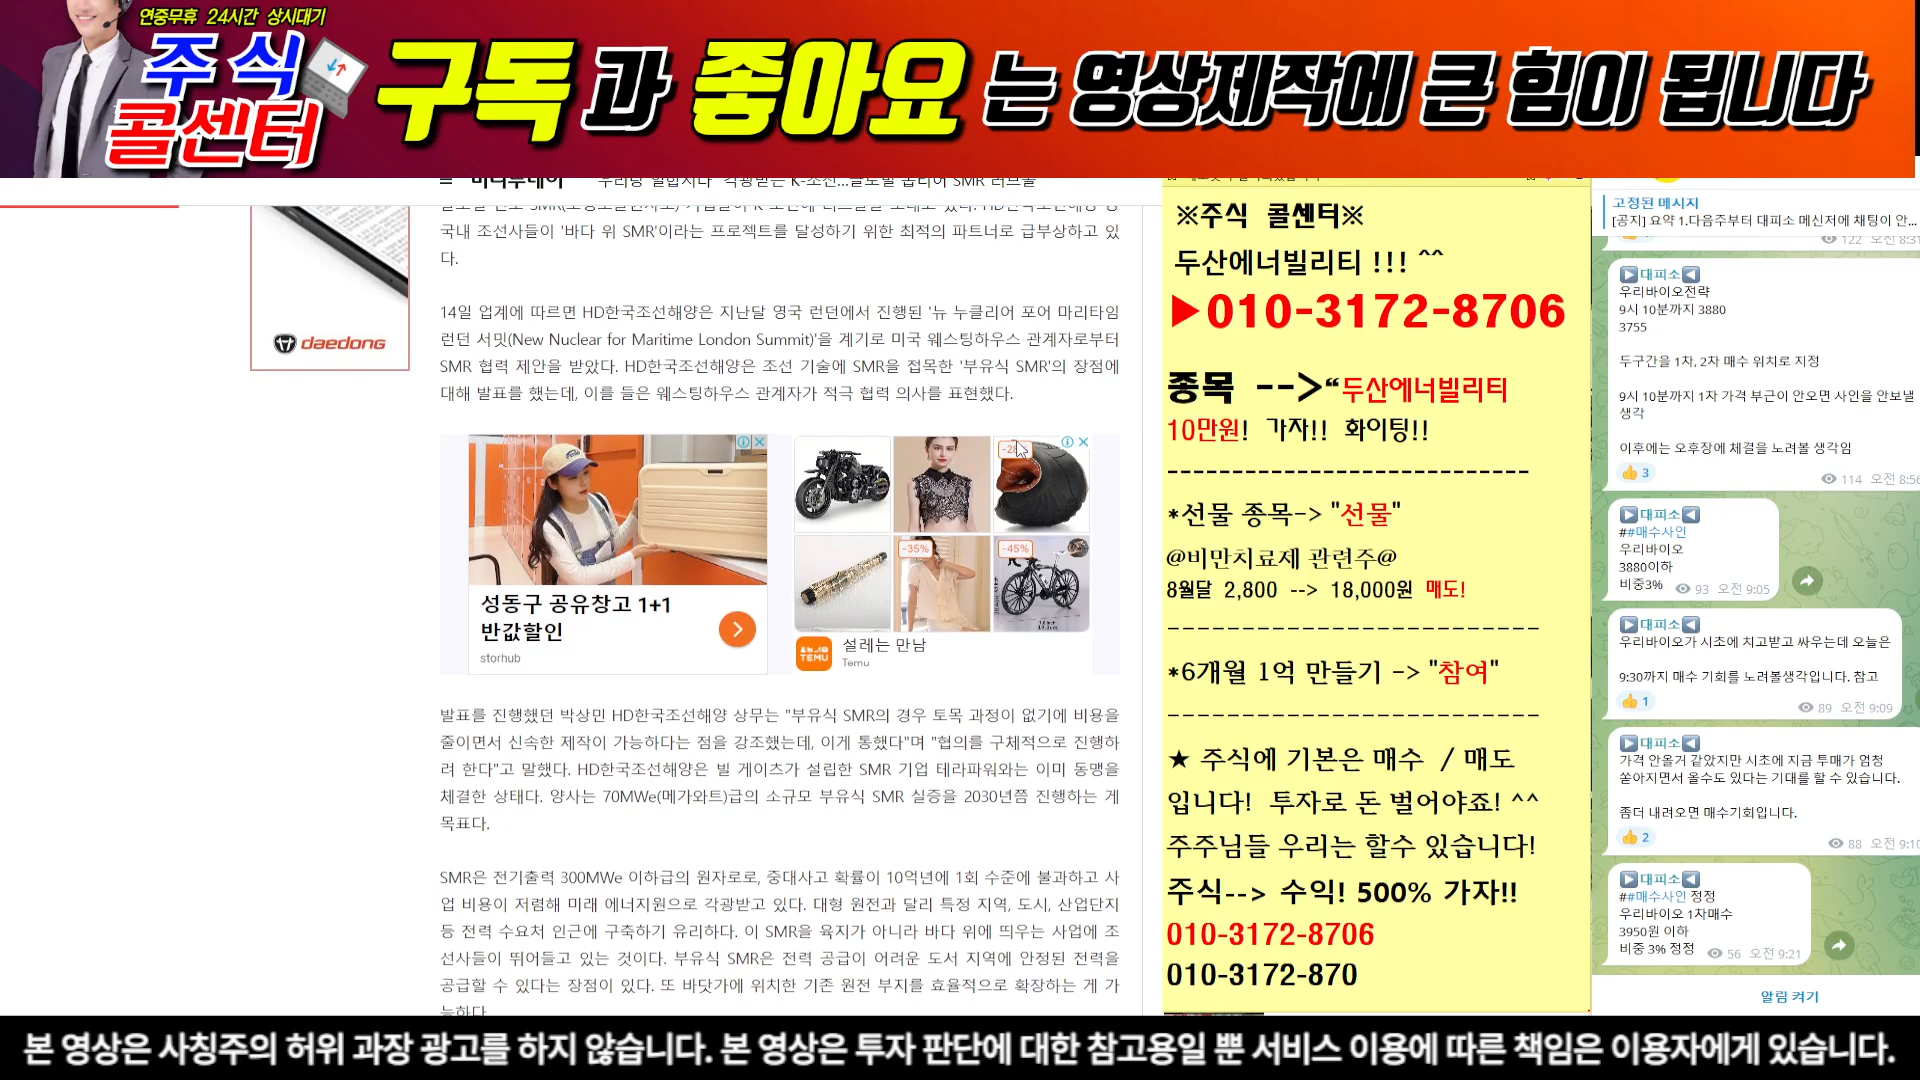 연중무휴 24시간 상시대기
주식
콜센터
구독과 좋아요는 영상제작에 큰 힘이 됩니다
국내 조선사들이 '바다 위 SMR'이라는 프로젝트를 달성하기 위한 최적의 파트너로 급부상하고 있
다.
14일 업계에 따르면 HD한국조선해양은 지난달 영국 런던에서 진행된 '뉴 누클리어 포어 마리타임
런던 서밋(New Nuclear for Maritime London Summit)'을 계기로 미국 웨스팅하우스 관계자로부터
SMR 협력 제안을 받았다. HD한국조선해양은 조선 기술에 SMR을 접목한 '부유식 SMR'의 장점에
대해 발표를 했는데, 이를 들은 웨스팅하우스 관계자가 적극 협력 의사를 표현했다.
daedong
성동구 공유창고 1+1
반값할인
storhub
-35%
-45%
TEMU
설레는 만남
Temu
발표를 진행했던 박상민 HD한국조선해양 상무는 "부유식 SMR의 경우 토목 과정이 없기에 비용을
줄이면서 신속한 제작이 가능하다는 점을 강조했는데, 이게 통했다"며 "협의를 구체적으로 진행하
려 한다"고 말했다. HD한국조선해양은 빌 게이츠가 설립한 SMR 기업 테라파워와는 이미 동맹을
체결한 상태다. 양사는 70MWe(메가와트)급의 소규모 부유식 SMR 실증을 2030년쯤 진행하는 게
목표다.
SMR은 전기출력 300MWe 이하급의 원자로로, 중대사고 확률이 10억년에 1회 수준에 불과하고 사
업 비용이 저렴해 미래 에너지원으로 각광받고 있다. 대형 원전과 달리 특정 지역, 도시, 산업단지
등 전력 수요처 인근에 구축하기 유리하다. 이 SMR을 육지가 아니라 바다 위에 띄우는 사업에 조
선사들이 뛰어들고 있는 것이다. 부유식 SMR은 전력 공급이 어려운 도서 지역에 안정된 전력을
공급할 수 있다는 장점이 있다. 또 바닷가에 위치한 기존 원전 부지를 효율적으로 확장하는 게 가
능하다
※주식 콜센터※
두산에너빌리티 !!! ^^
▶010-3172-8706
종목 -->“두산에너빌리티
10만원! 가자!! 화이팅!!
----------------------------
*선물 종목-> "선물"
@비만치료제 관련주@
8월달 2,800 --> 18,000원 매도!
-------------------------
*6개월 1억 만들기 -> "참여"
-------------------------
★ 주식에 기본은 매수 / 매도
입니다! 투자로 돈 벌어야죠! ^^
주주님들 우리는 할수 있습니다!
주식--> 수익! 500% 가자!!
010-3172-8706
010-3172-870
고정된 메시지
[공지] 요약 1.다음주부터 대피소 메신저에 채팅이 안...
122 오전 8:31
▶대피소◀
우리바이오전략
9시 10분까지 3880
3755
두구간을 1차, 2차 매수 위치로 지정
9시 10분까지 1차 가격 부근이 안오면 사인을 안보낼
생각
이후에는 오후장에 체결을 노려볼 생각임
👍 3
114 오전 8:56
▶대피소◀
##매수사인
우리바이오
3880이하
비중3% 93 오전 9:05
▶대피소◀
우리바이오가 시초에 치고받고 싸우는데 오늘은
9:30까지 매수 기회를 노려볼생각입니다. 참고
👍 1
89 오전 9:09
▶대피소◀
가격 안올거 같았지만 시초에 지금 투매가 엄청
쏟아지면서 올수도 있다는 기대를 할 수 있습니다.
좀더 내려오면 매수기회입니다.
👍 2
88 오전 9:10
▶대피소◀
##매수사인 정정
우리바이오 1차매수
3950원 이하
비중 3% 정정 56 오전 9:21
알림 켜기
본 영상은 사칭주의 허위 과장 광고를 하지 않습니다. 본 영상은 투자 판단에 대한 참고용일 뿐 서비스 이용에 따른 책임은 이용자에게 있습니다.